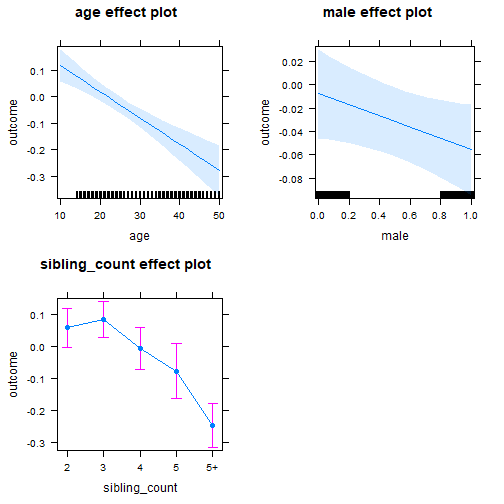 age effect plot
outcome
0.1
0.0
-0.1
-0.2
-0.3
10 20 30 40 50
age
male effect plot
outcome
0.02
0.00
-0.02
-0.04
-0.06
-0.08
0.0 0.2 0.4 0.6 0.8 1.0
male
sibling_count effect plot
outcome
0.1
0.0
-0.1
-0.2
-0.3
2 3 4 5 5+
sibling_count